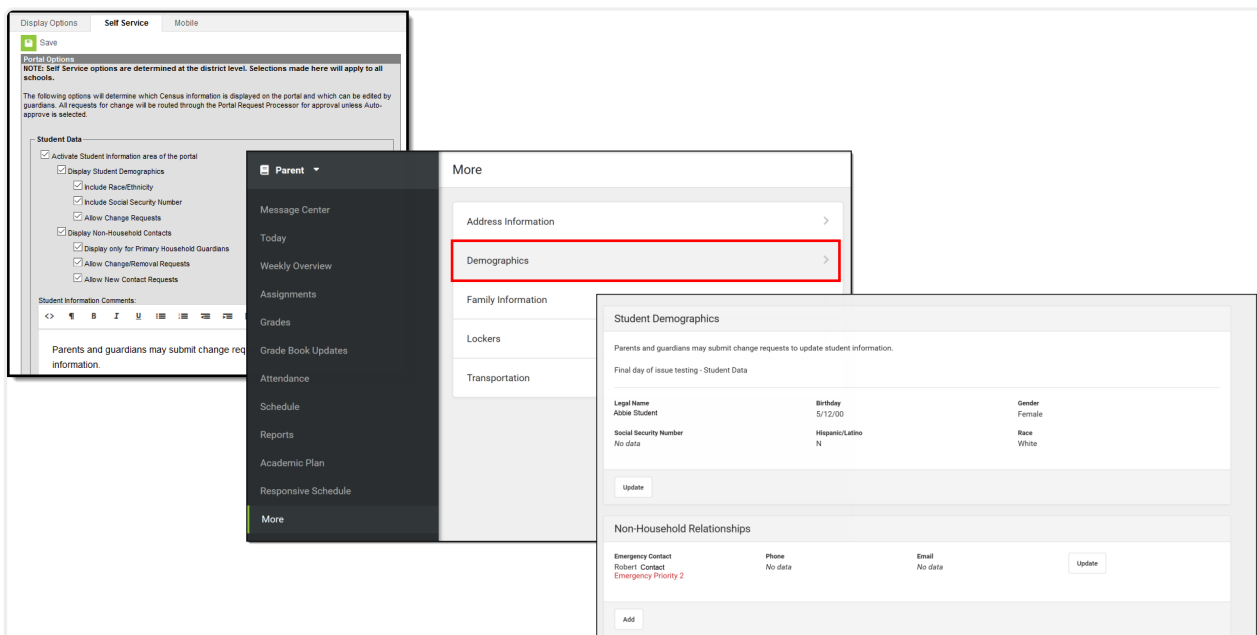 Display Options Self Service Mobile
Save
Portal Options
NOTE: Self Service options are determined at the district level. Selections made here will apply to all
schools.
The following options will determine which Census information is displayed on the portal and which can be edited by
guardians. All requests for change will be routed through the Portal Request Processor for approval unless Auto-
approve is selected.
Student Data
Activate Student Information area of the portal
Display Student Demographics
Include Race/Ethnicity
Include Social Security Number
Allow Change Requests
Display Non-Household Contacts
Display only for Primary Household Guardians
Allow Change/Removal Requests
Allow New Contact Requests
Student Information Comments:
<> ¶ B I U
Parents and guardians may submit change req
information.
Parent
Message Center
Today
Weekly Overview
Assignments
Grades
Grade Book Updates
Attendance
Schedule
Reports
Academic Plan
Responsive Schedule
More
More
Address Information
Demographics
Family Information
Lockers
Transportation
Student Demographics
Parents and guardians may submit change requests to update student information.
Final day of issue testing - Student Data
Legal Name Birthday Gender
Abbie Student 5/12/00 Female
Social Security Number Hispanic/Latino Race
No data N White
Update
Non-Household Relationships
Emergency Contact Phone Email
Robert Contact No data No data Update
Emergency Priority 2
Add